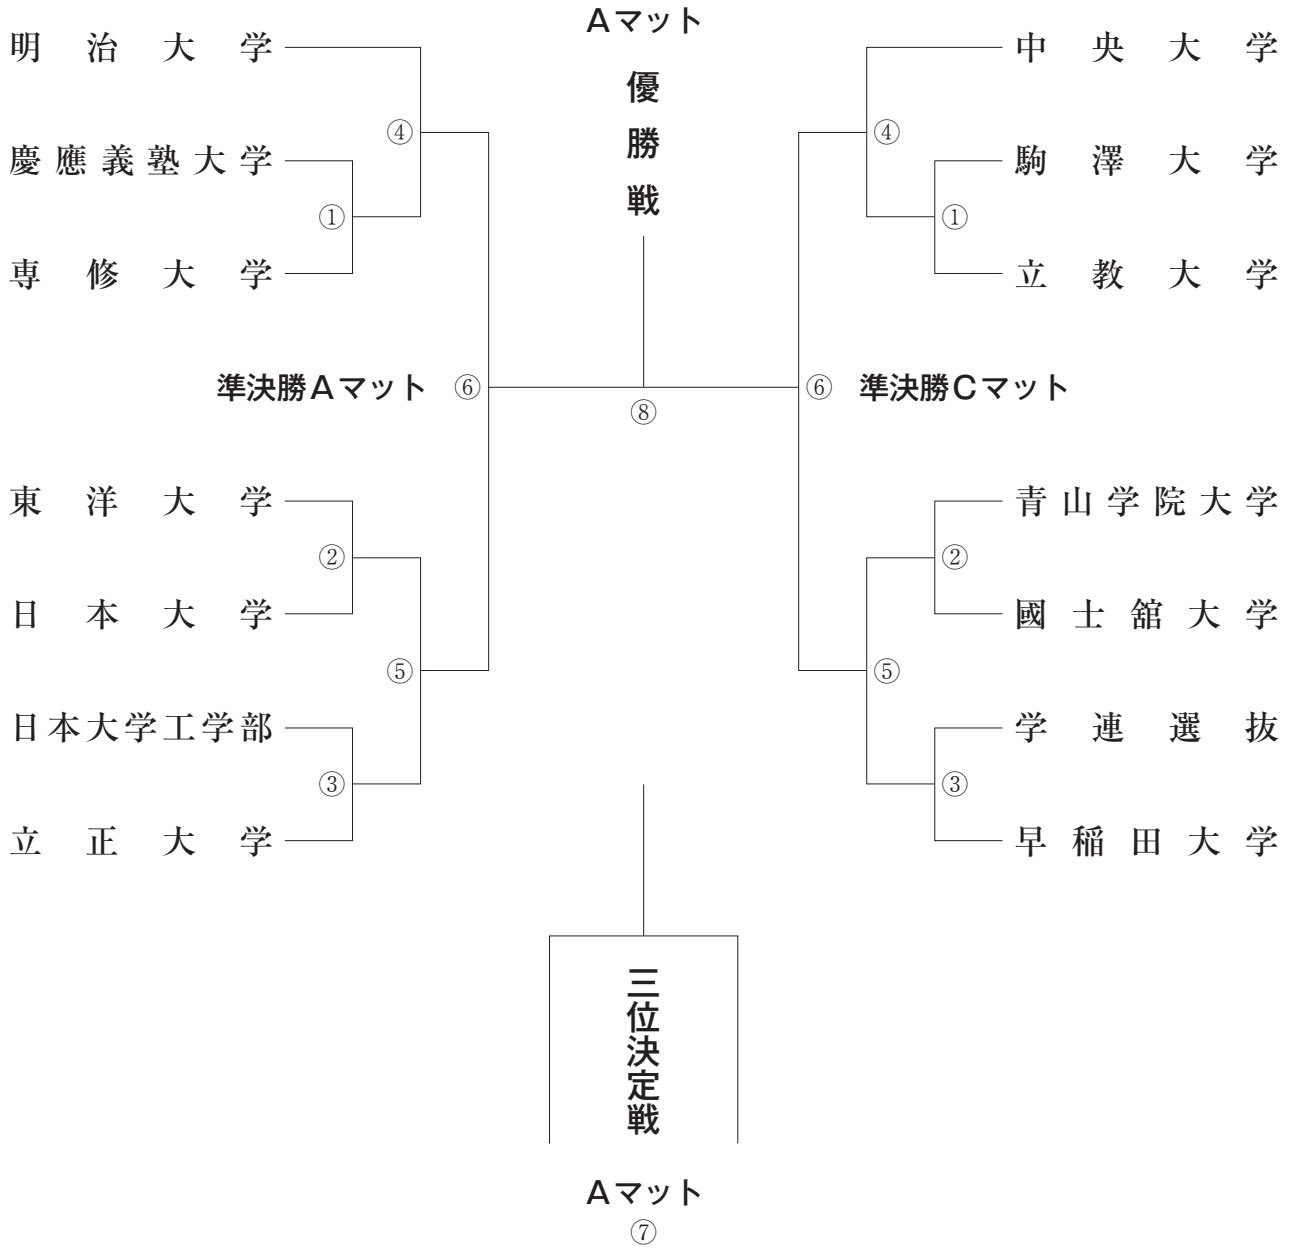 Aマット
優勝戦
明治大学
④
慶應義塾大学
①
専修大学
準決勝Aマット ⑥
東洋大学
②
日本大学
⑤
日本大学工学部
③
立正大学
⑧
中央大学
④
駒澤大学
①
立教大学
⑥ 準決勝Cマット
青山学院大学
②
國士舘大学
⑤
学連選抜
③
早稲田大学
三位決定戦
Aマット
⑦